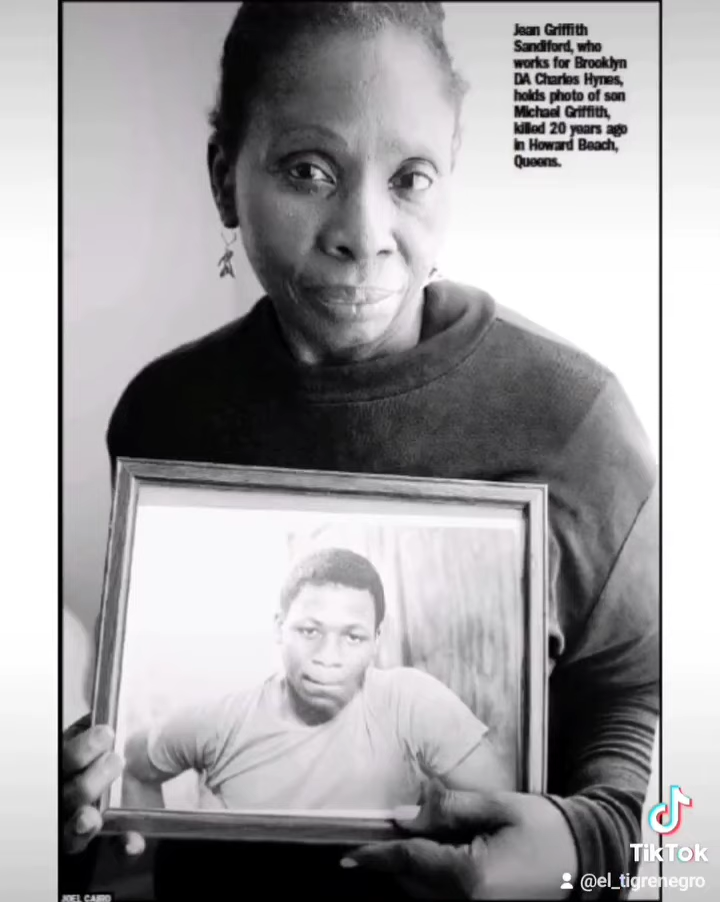 Jean Griffith
Sandiford, who
works for Brooklyn
DA Charles Hynes,
holds photo of son
Michael Griffith,
killed 20 years ago
in Howard Beach,
Queens.
TikTok
@el_tigrenegro
JOEL CAIRO